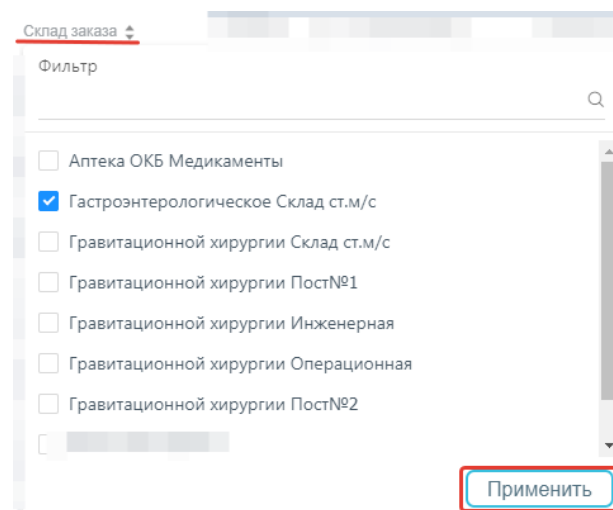 Склад заказа
Фильтр
Аптека ОКБ Медикаменты
Гастроэнтерологическое Склад ст.м/с
Гравитационной хирургии Склад ст.м/с
Гравитационной хирургии Пост№1
Гравитационной хирургии Инженерная
Гравитационной хирургии Операционная
Гравитационной хирургии Пост№2
Применить